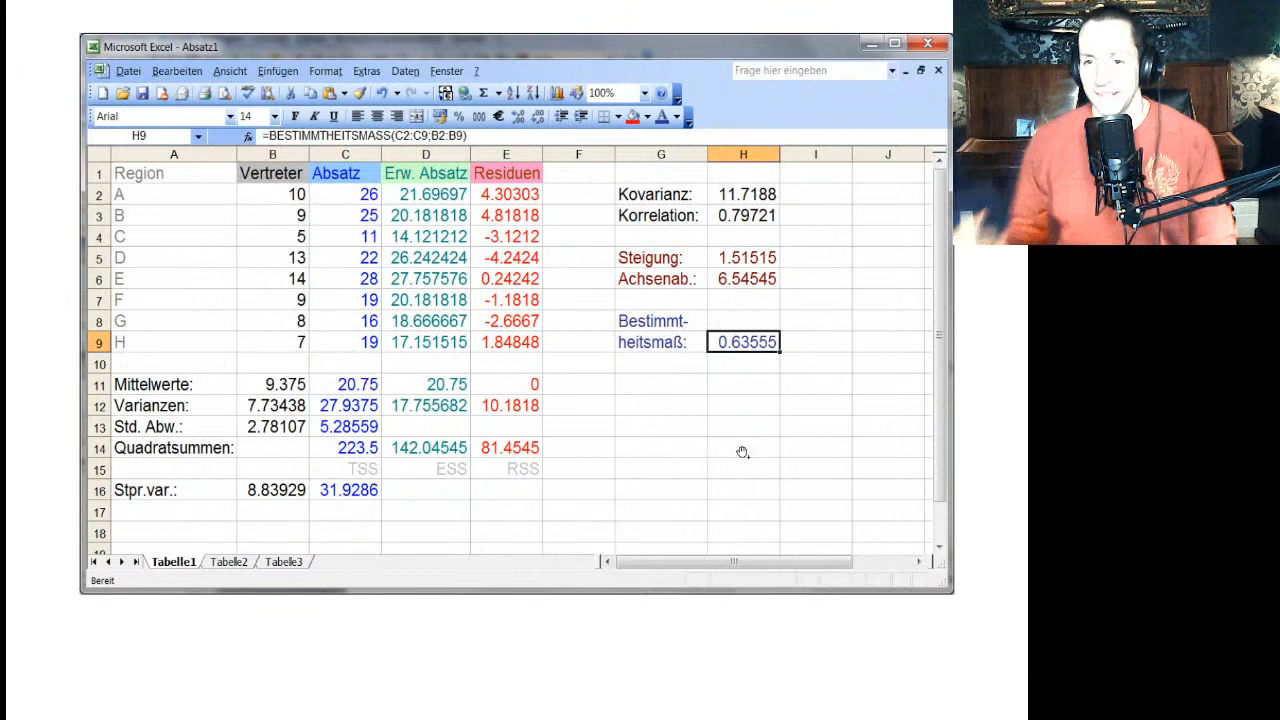 Microsoft Excel - Absatz1
Datei Bearbeiten Ansicht Einfügen Format Extras Daten Fenster ? Frage hier eingeben
100%
Arial 14 F K U
H9 fx =BESTIMMTHEITSMASS(C2:C9;B2:B9)
A B C D E F G H I J
1 Region Vertreter Absatz Erw. Absatz Residuen
2 A 10 26 21.69697 4.30303 Kovarianz: 11.7188
3 B 9 25 20.181818 4.81818 Korrelation: 0.79721
4 C 5 11 14.121212 -3.1212
5 D 13 22 26.242424 -4.2424 Steigung: 1.51515
6 E 14 28 27.757576 0.24242 Achsenab.: 6.54545
7 F 9 19 20.181818 -1.1818
8 G 8 16 18.666667 -2.6667 Bestimmt-
9 H 7 19 17.151515 1.84848 heitsmaß: 0.63555
10
11 Mittelwerte: 9.375 20.75 20.75 0
12 Varianzen: 7.73438 27.9375 17.755682 10.1818
13 Std. Abw.: 2.78107 5.28559
14 Quadratsummen: 223.5 142.04545 81.4545
15 TSS ESS RSS
16 Stpr.var.: 8.83929 31.9286
17
18
Tabelle1 Tabelle2 Tabelle3
Bereit